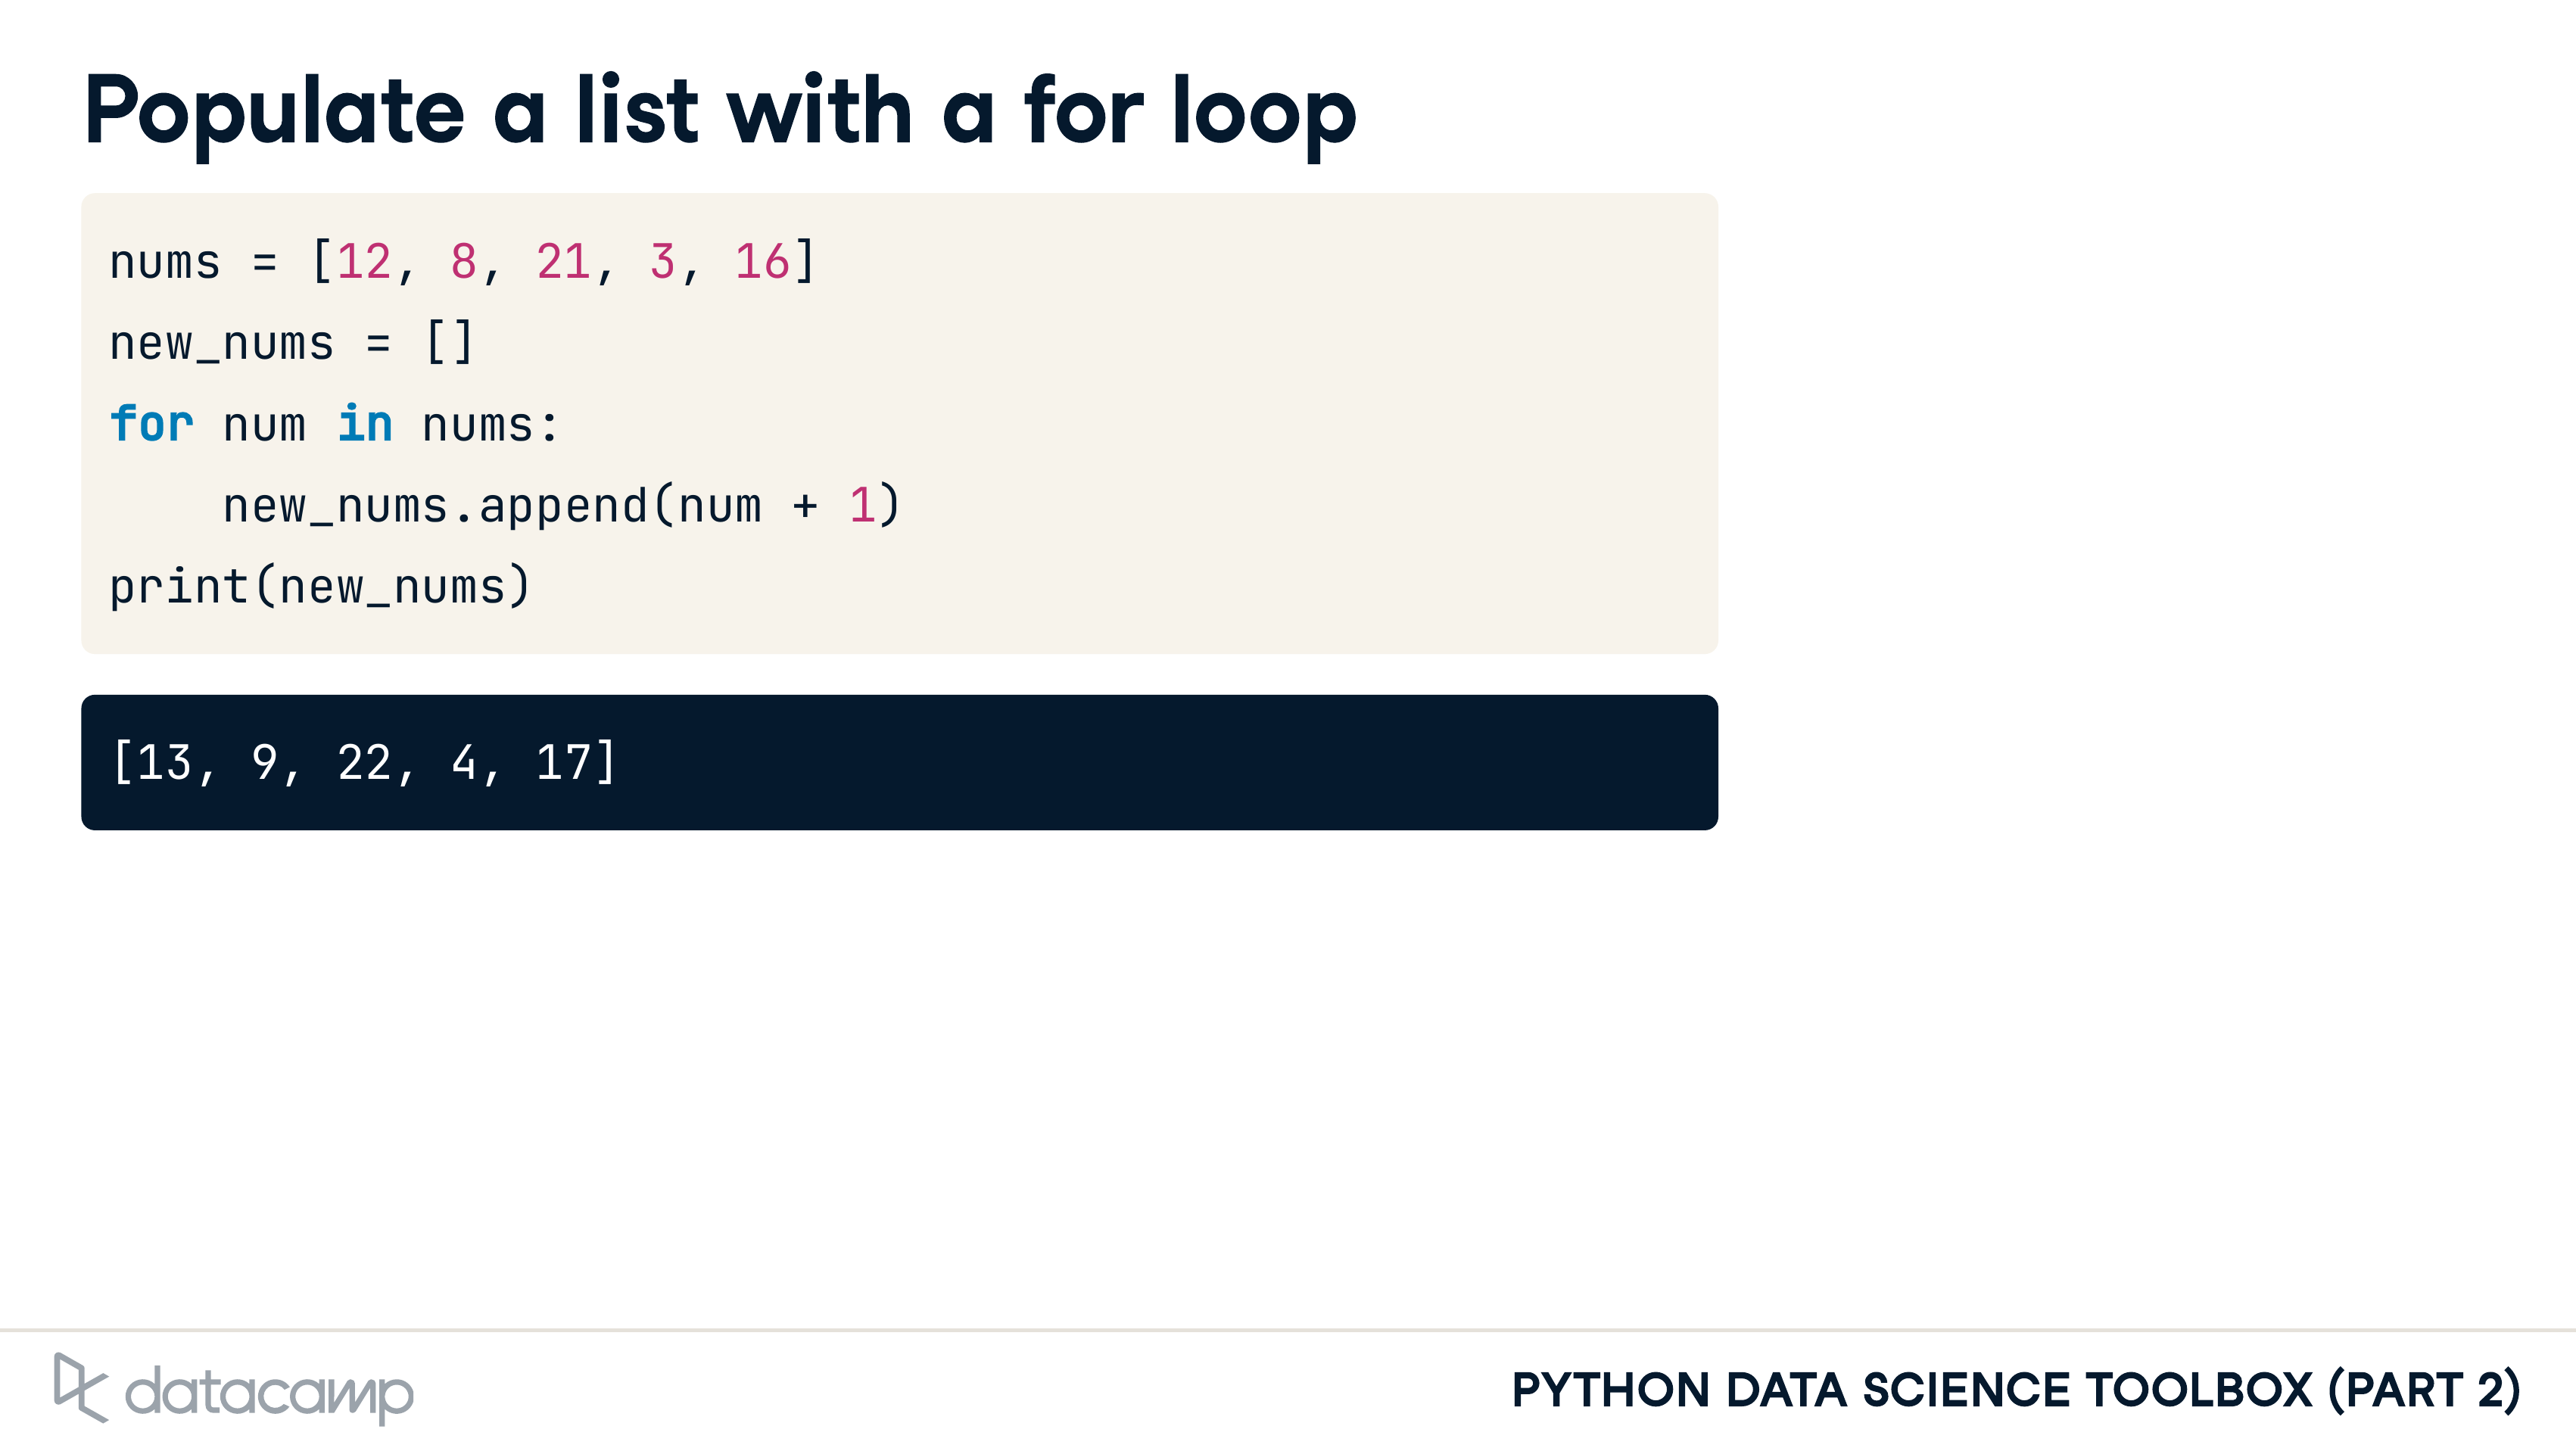 Populate a list with a for loop
nums = [12, 8, 21, 3, 16]
new_nums = []
for num in nums:
    new_nums.append(num + 1)
print(new_nums)
[13, 9, 22, 4, 17]
datacamp
PYTHON DATA SCIENCE TOOLBOX (PART 2)